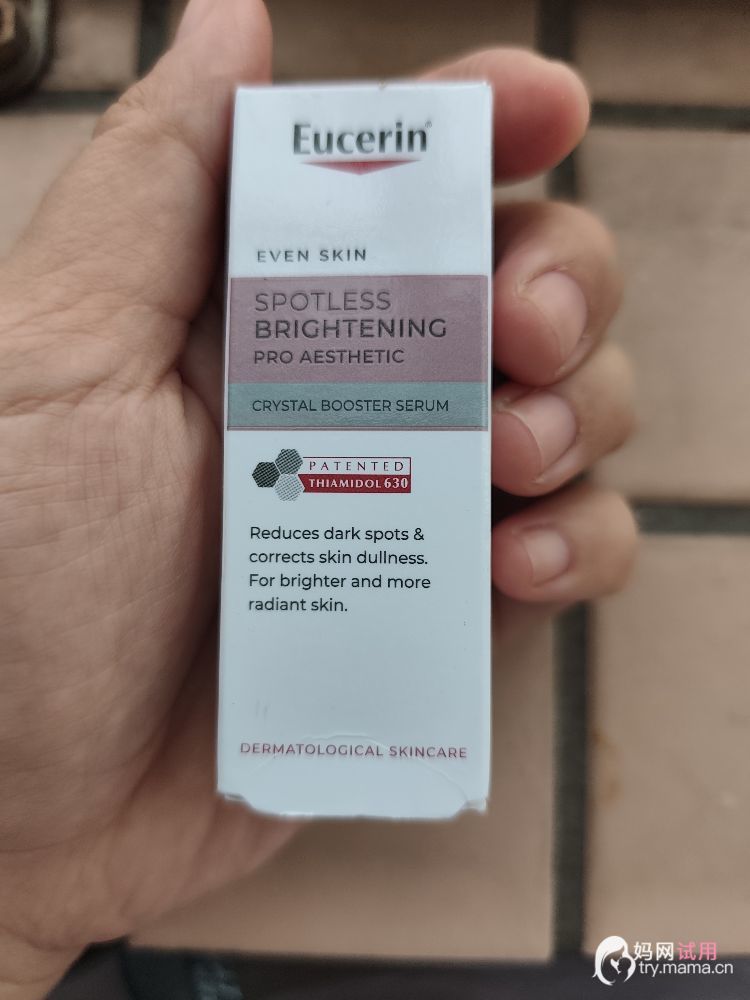 Eucerin®
EVEN SKIN
SPOTLESS
BRIGHTENING
PRO AESTHETIC
CRYSTAL BOOSTER SERUM
PATENTED
THIAMIDOL 630
Reduces dark spots &
corrects skin dullness.
For brighter and more
radiant skin.
DERMATOLOGICAL SKINCARE
妈网试用
try.mama.cn